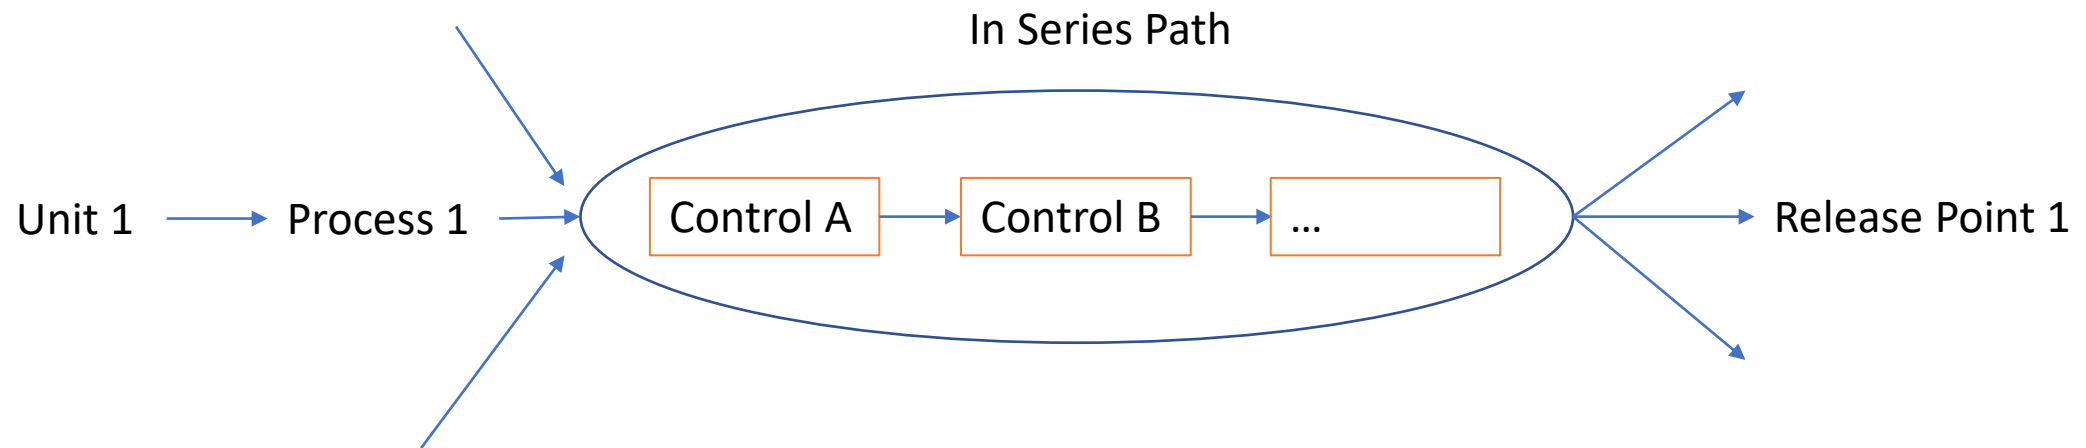 In Series Path
Unit 1
Process 1
Control A
Control B
...
Release Point 1